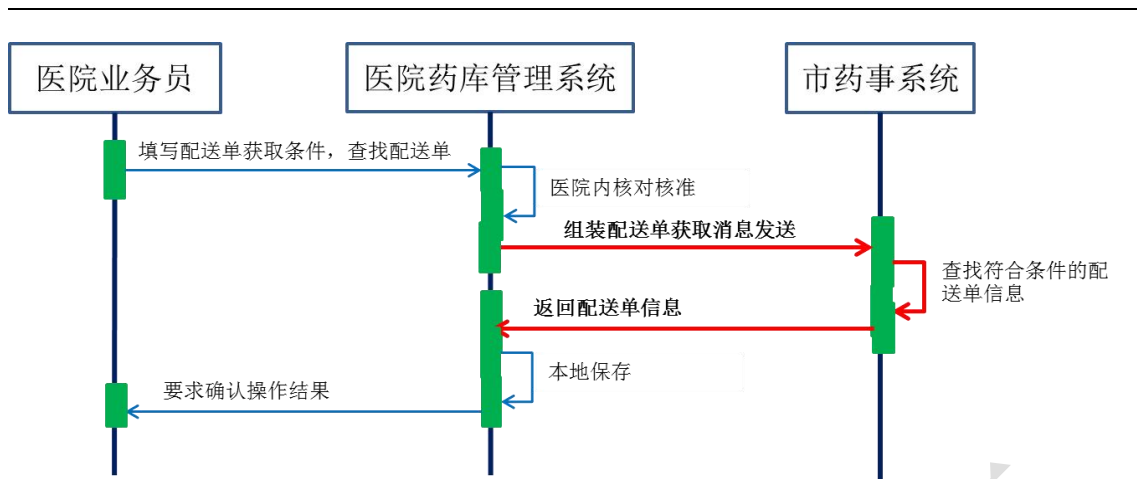 医院业务员
医院药库管理系统
市药事系统
填写配送单获取条件，查找配送单
医院内核对核准
组装配送单获取消息发送
查找符合条件的配
送单信息
返回配送单信息
本地保存
要求确认操作结果